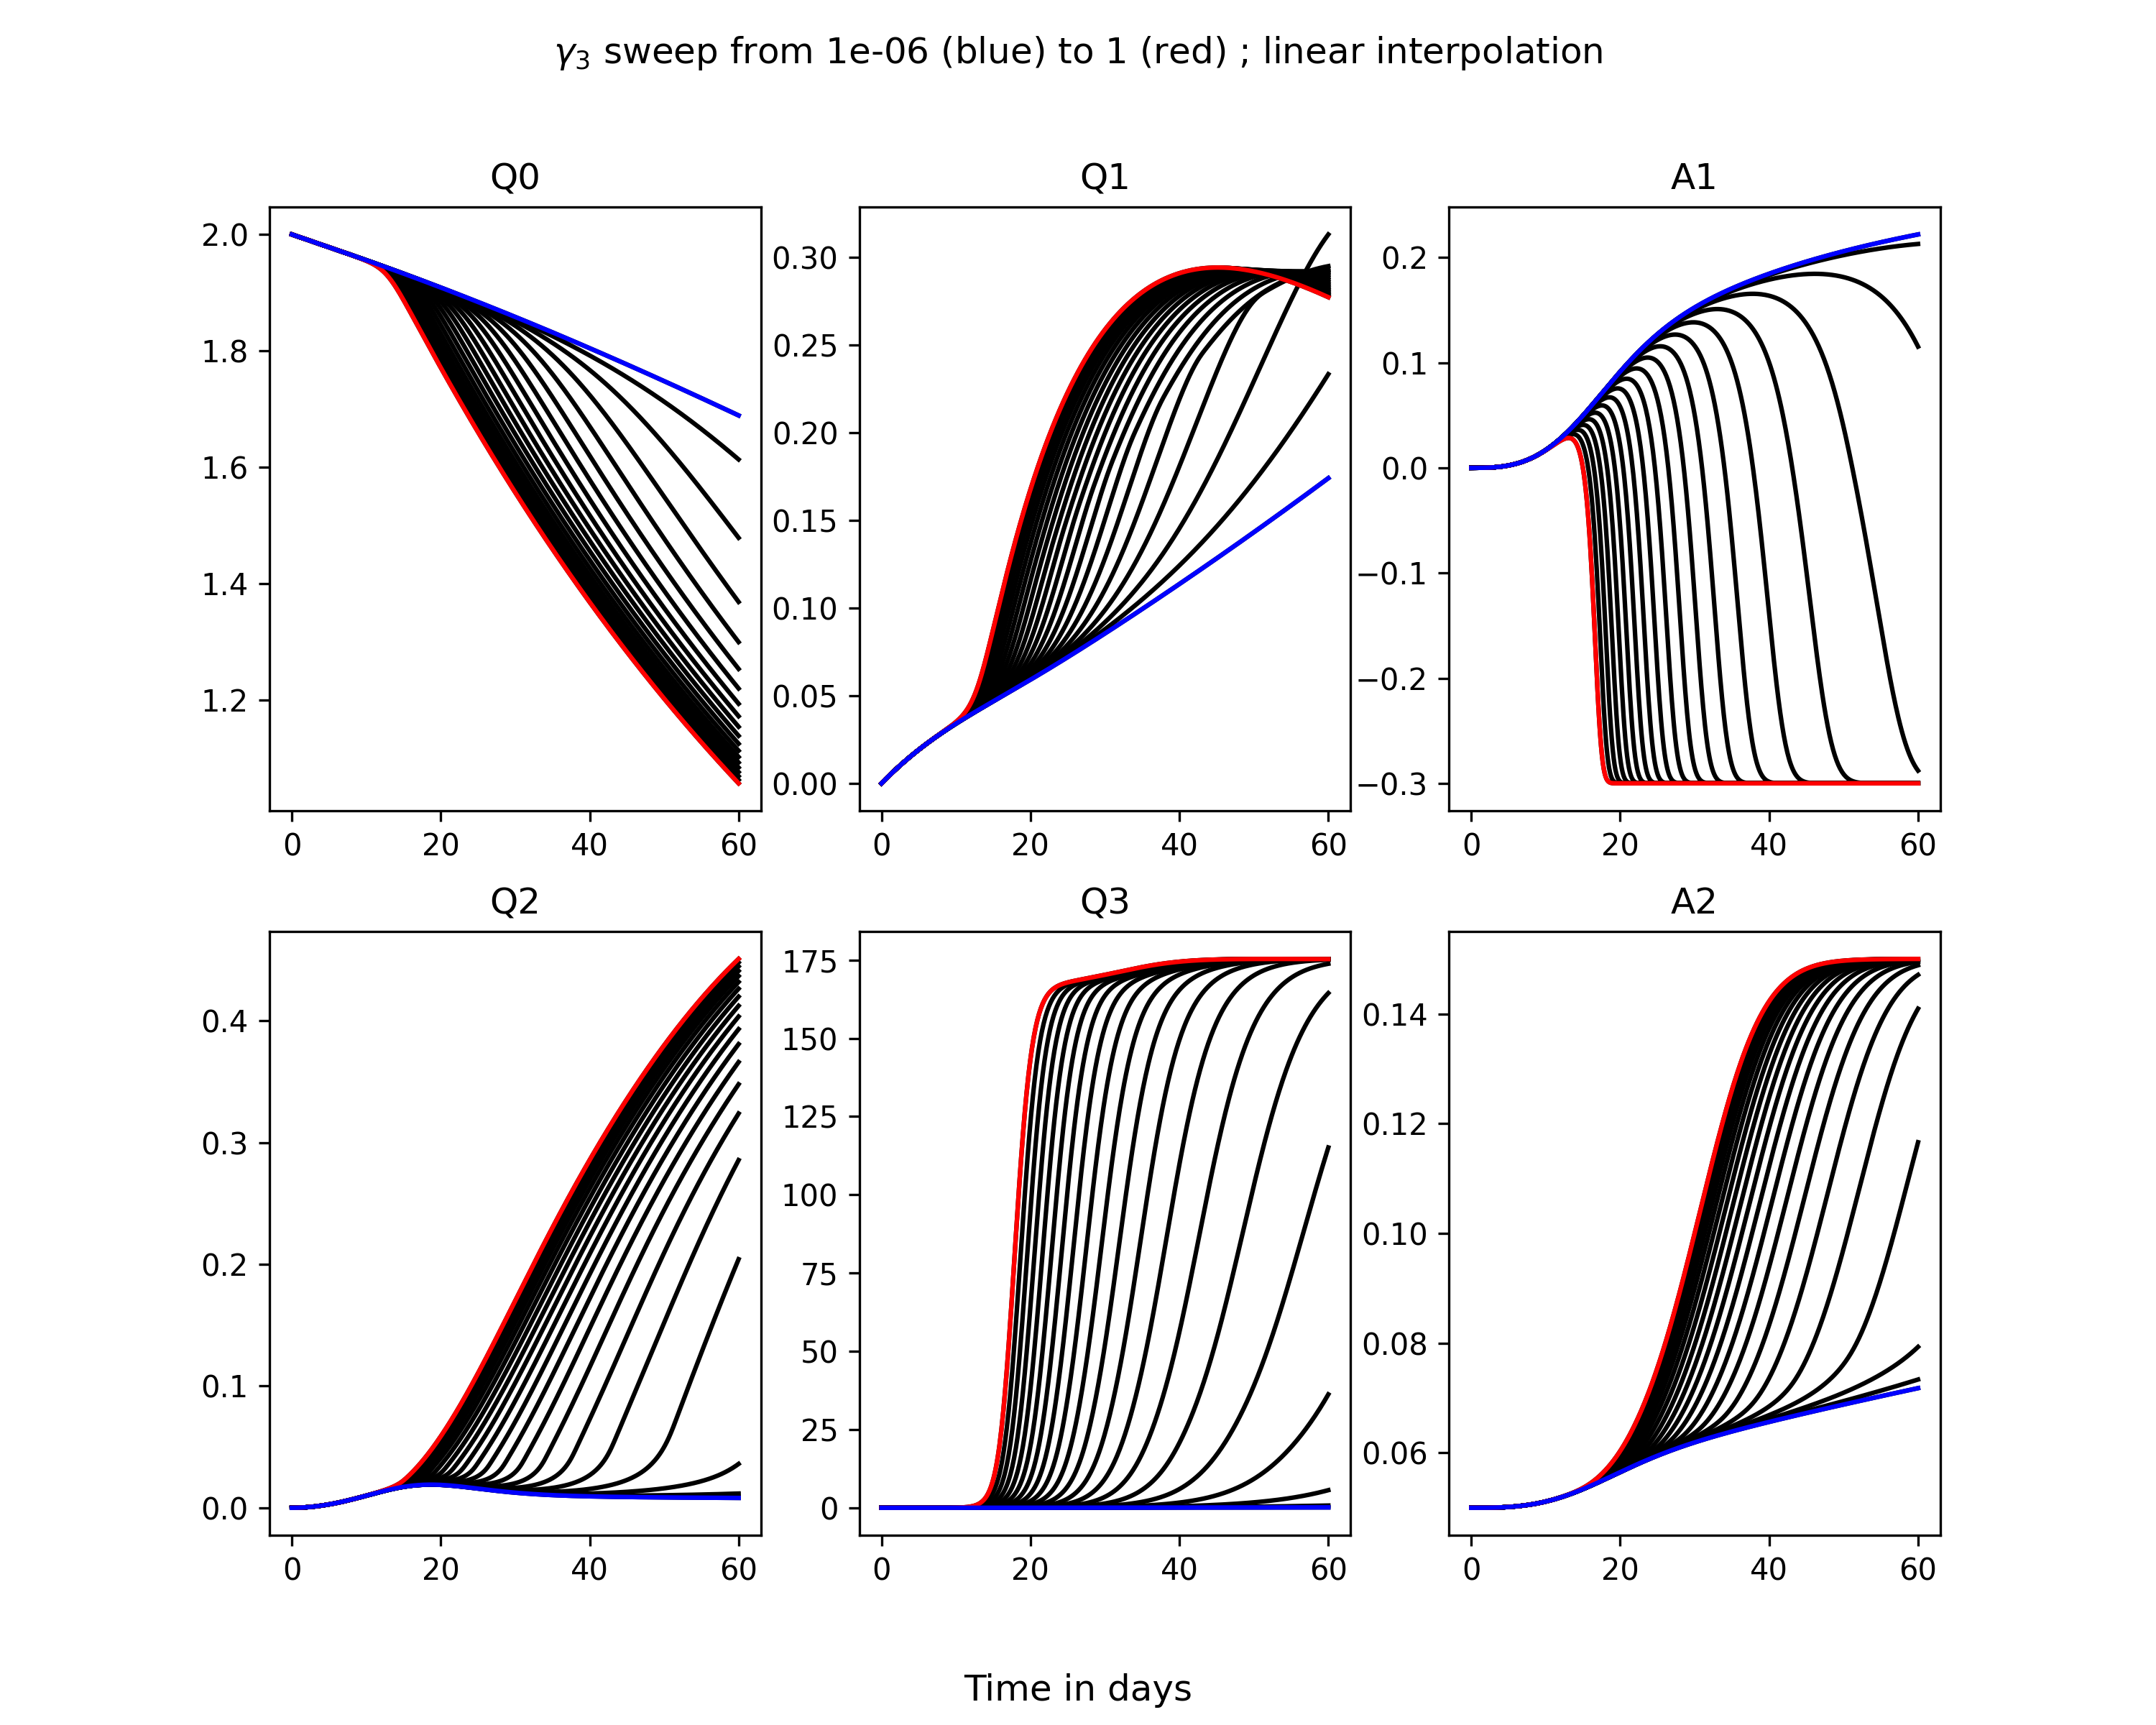 γ₃ sweep from 1e-06 (blue) to 1 (red) ; linear interpolation
Q0
2.0
1.8
1.6
1.4
1.2
0 20 40 60
Q1
0.30
0.25
0.20
0.15
0.10
0.05
0.00
0 20 40 60
A1
0.2
0.1
0.0
−0.1
−0.2
−0.3
0 20 40 60
Q2
0.4
0.3
0.2
0.1
0.0
0 20 40 60
Q3
175
150
125
100
75
50
25
0
0 20 40 60
A2
0.14
0.12
0.10
0.08
0.06
0 20 40 60
Time in days